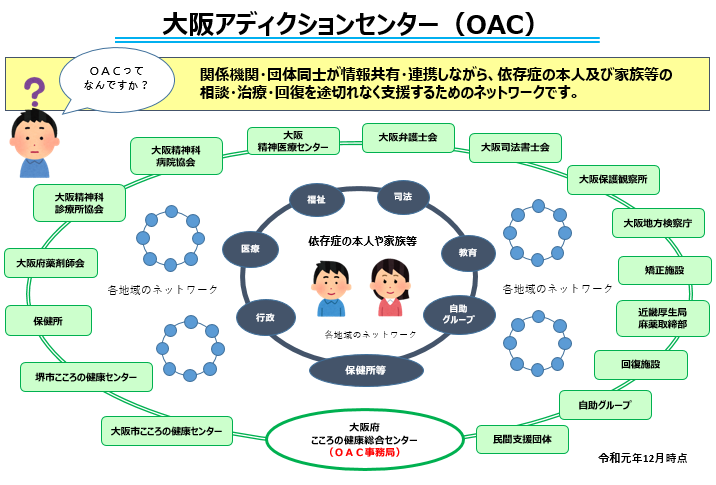 大阪アディクションセンター（OAC）
ＯＡＣって
なんですか？
関係機関・団体同士が情報共有・連携しながら、依存症の本人及び家族等の
相談・治療・回復を途切れなく支援するためのネットワークです。
?
大阪精神科
病院協会
大阪
精神医療センター
大阪弁護士会
大阪司法書士会
大阪保護観察所
大阪地方検察庁
矯正施設
近畿厚生局
麻薬取締部
回復施設
自助グループ
民間支援団体
大阪府
こころの健康総合センター
（ＯＡＣ事務局）
大阪市こころの健康センター
堺市こころの健康センター
保健所
大阪府薬剤師会
大阪精神科
診療所協会
福祉
司法
医療
教育
行政
自助
グループ
保健所等
依存症の本人や家族等
各地域のネットワーク
各地域のネットワーク
各地域のネットワーク
令和元年12月時点